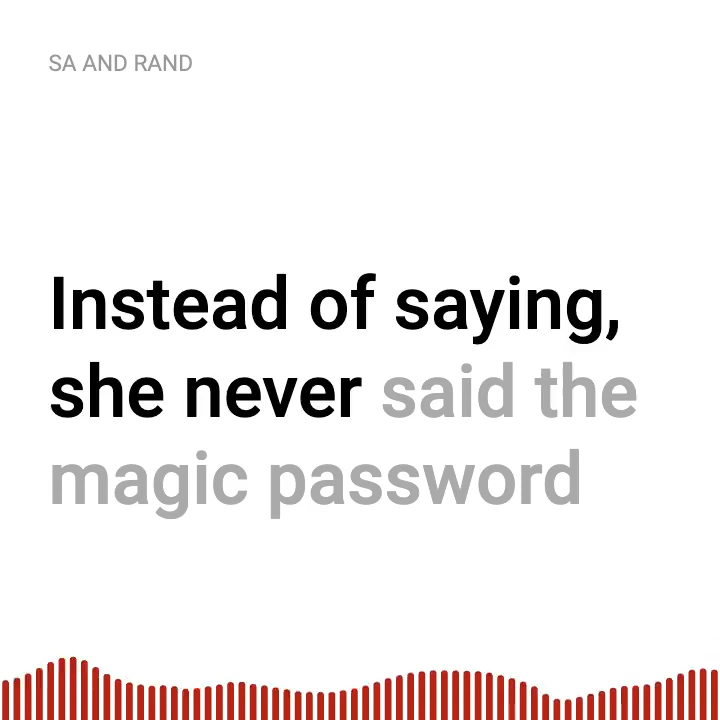 SA AND RAND
Instead of saying,
she never said the
magic password